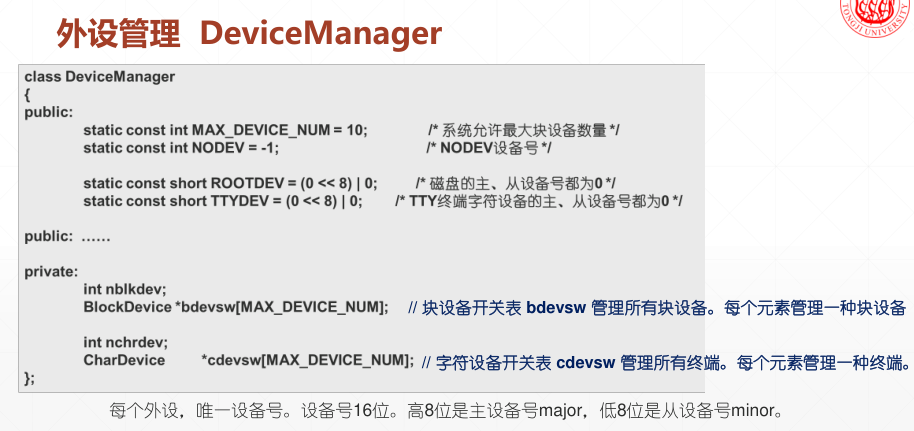 外设管理 DeviceManager
TONGJI UNIVERSITY
class DeviceManager
{
public:
static const int MAX_DEVICE_NUM = 10; /* 系统允许最大块设备数量 */
static const int NODEV = -1; /* NODEV设备号 */
static const short ROOTDEV = (0 << 8) | 0; /* 磁盘的主、从设备号都为0 */
static const short TTYDEV = (0 << 8) | 0; /* TTY终端字符设备的主、从设备号都为0 */
public: ……
private:
int nblkdev;
BlockDevice *bdevsw[MAX_DEVICE_NUM]; // 块设备开关表 bdevsw 管理所有块设备。每个元素管理一种块设备
int nchrdev;
CharDevice *cdevsw[MAX_DEVICE_NUM]; // 字符设备开关表 cdevsw 管理所有终端。每个元素管理一种终端。
};
每个外设，唯一设备号。设备号16位。高8位是主设备号major，低8位是从设备号minor。